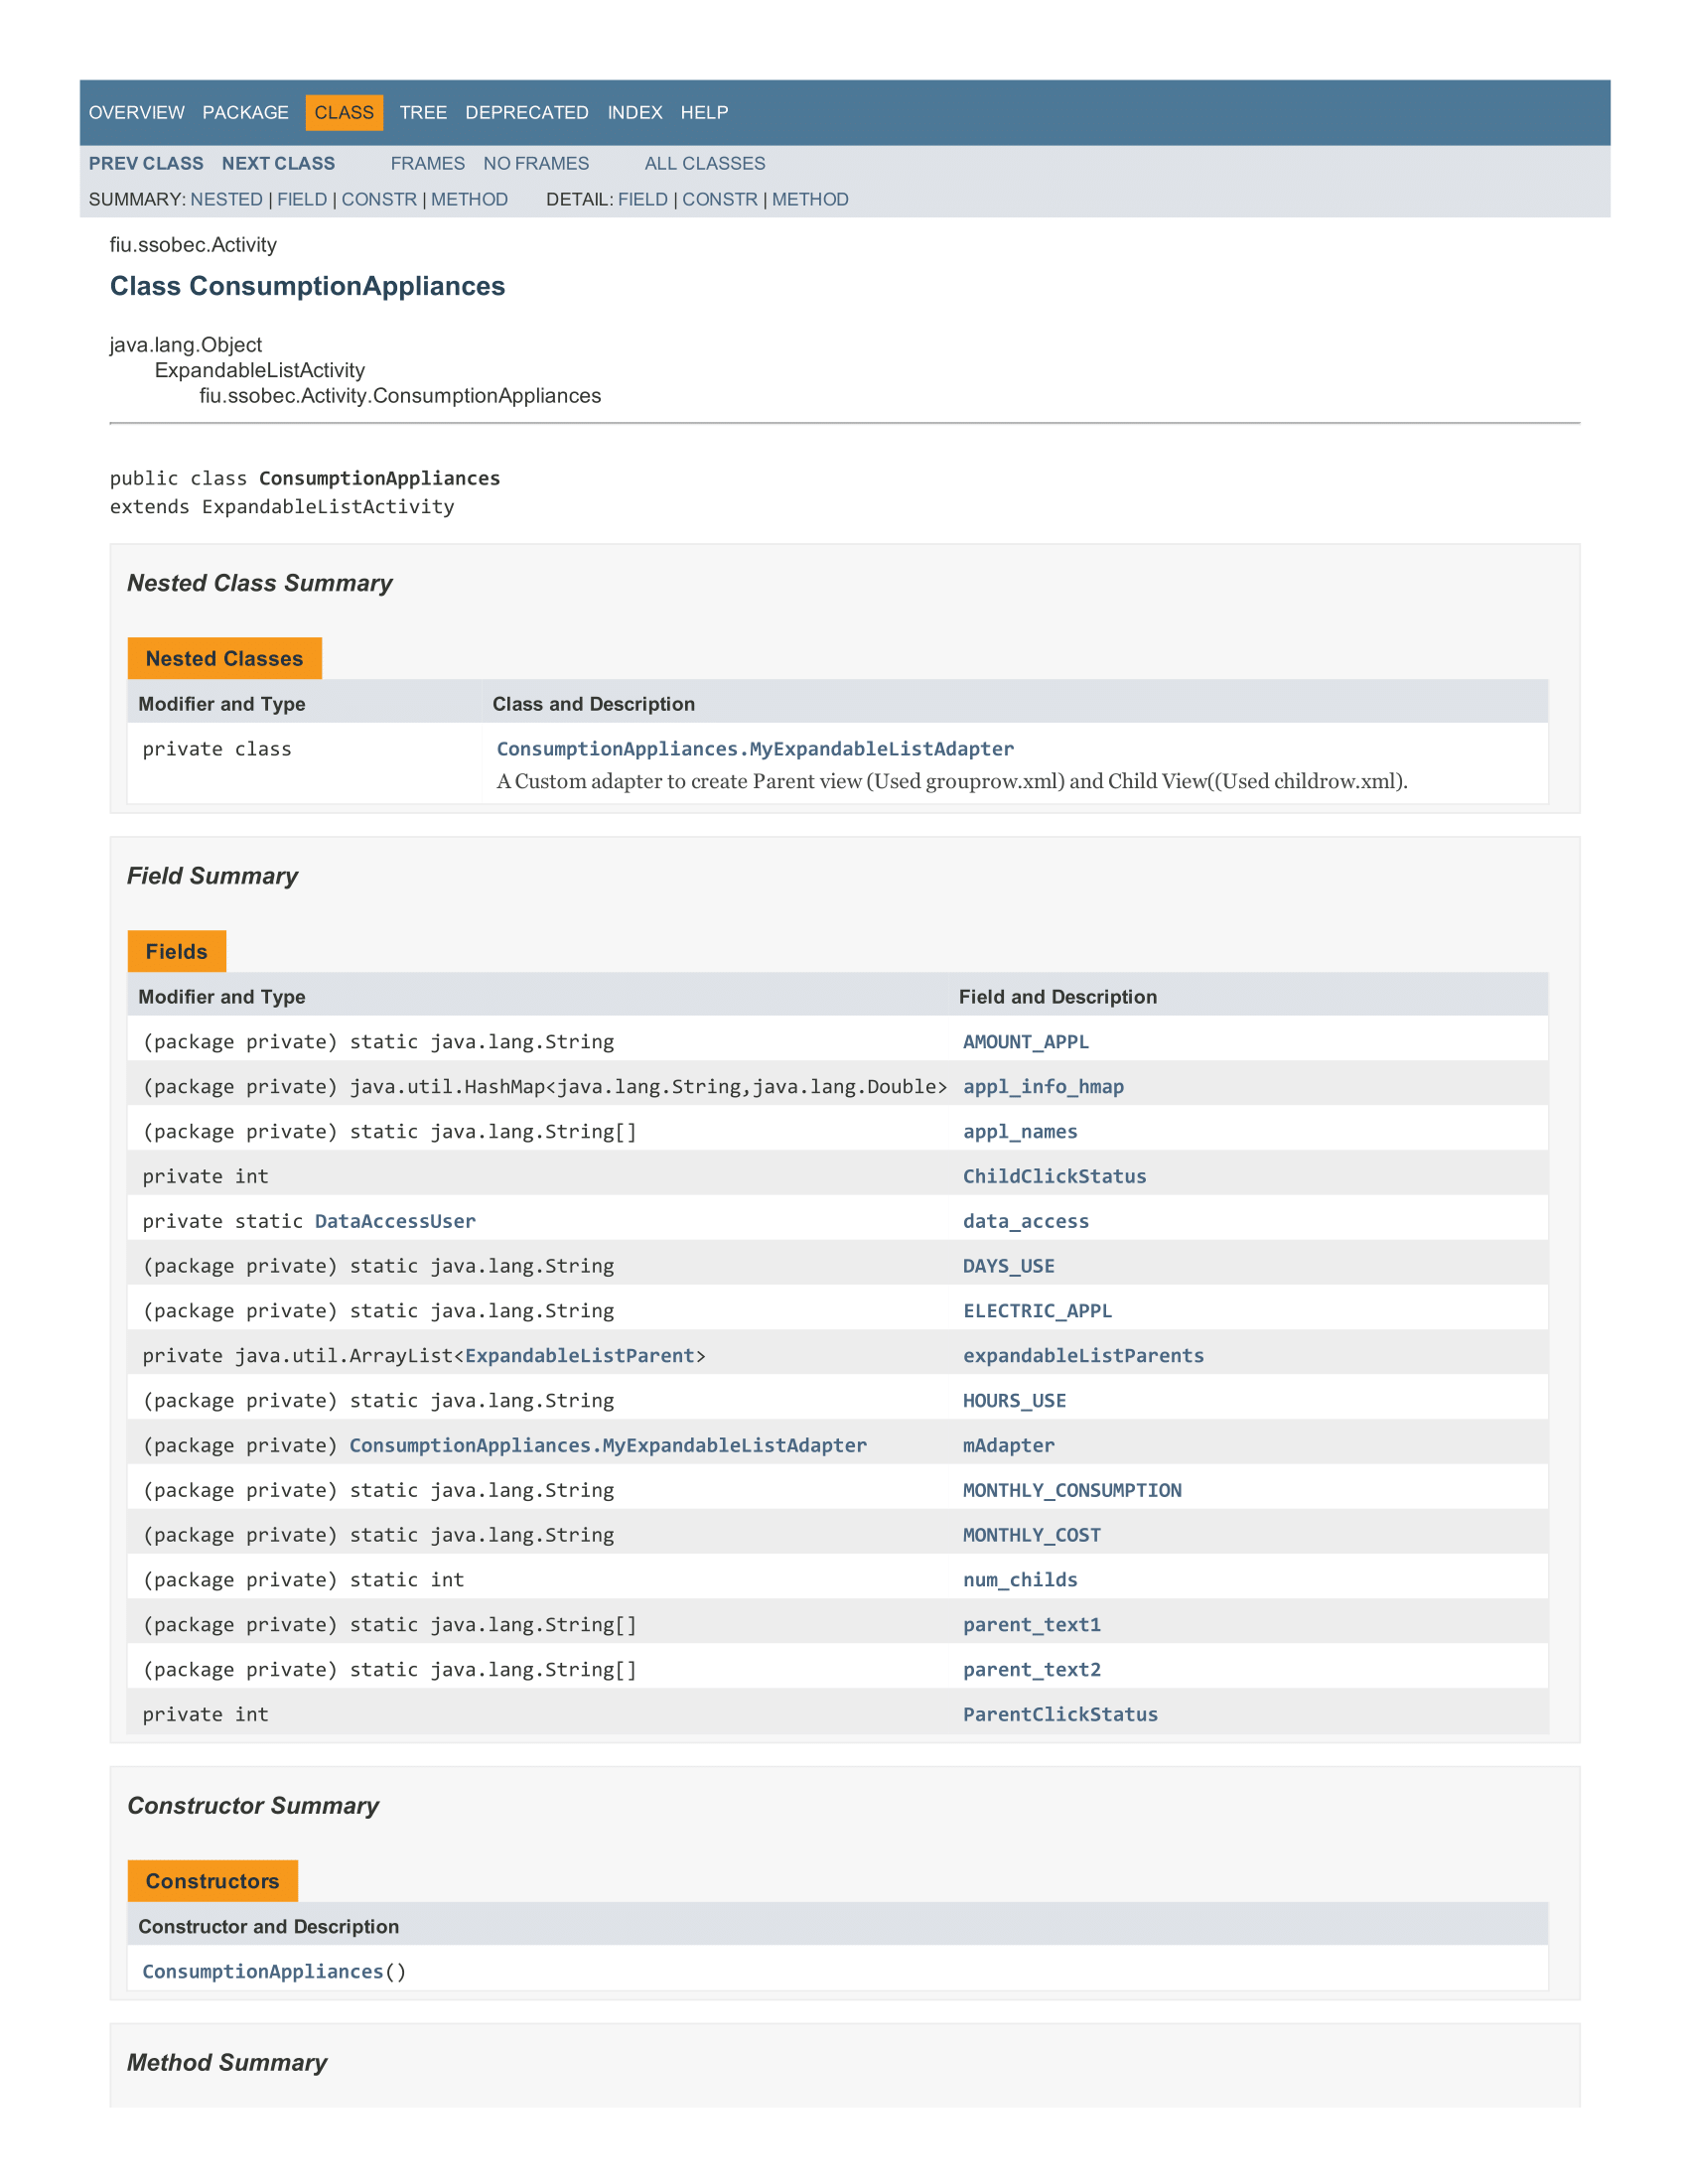 OVERVIEW PACKAGE CLASS TREE DEPRECATED INDEX HELP
PREV CLASS NEXT CLASS FRAMES NO FRAMES ALL CLASSES
SUMMARY: NESTED | FIELD | CONSTR | METHOD DETAIL: FIELD | CONSTR | METHOD
fiu.ssobec.Activity
Class ConsumptionAppliances
java.lang.Object
ExpandableListActivity
fiu.ssobec.Activity.ConsumptionAppliances
public class ConsumptionAppliances
extends ExpandableListActivity
Nested Class Summary
Nested Classes
Modifier and Type Class and Description
private class ConsumptionAppliances.MyExpandableListAdapter
A Custom adapter to create Parent view (Used grouprow.xml) and Child View((Used childrow.xml).
Field Summary
Fields
Modifier and Type Field and Description
(package private) static java.lang.String AMOUNT_APPL
(package private) java.util.HashMap<java.lang.String,java.lang.Double> appl_info_hmap
(package private) static java.lang.String[] appl_names
private int ChildClickStatus
private static DataAccessUser data_access
(package private) static java.lang.String DAYS_USE
(package private) static java.lang.String ELECTRIC_APPL
private java.util.ArrayList<ExpandableListParent> expandableListParents
(package private) static java.lang.String HOURS_USE
(package private) ConsumptionAppliances.MyExpandableListAdapter mAdapter
(package private) static java.lang.String MONTHLY_CONSUMPTION
(package private) static java.lang.String MONTHLY_COST
(package private) static int num_childs
(package private) static java.lang.String[] parent_text1
(package private) static java.lang.String[] parent_text2
private int ParentClickStatus
Constructor Summary
Constructors
Constructor and Description
ConsumptionAppliances()
Method Summary